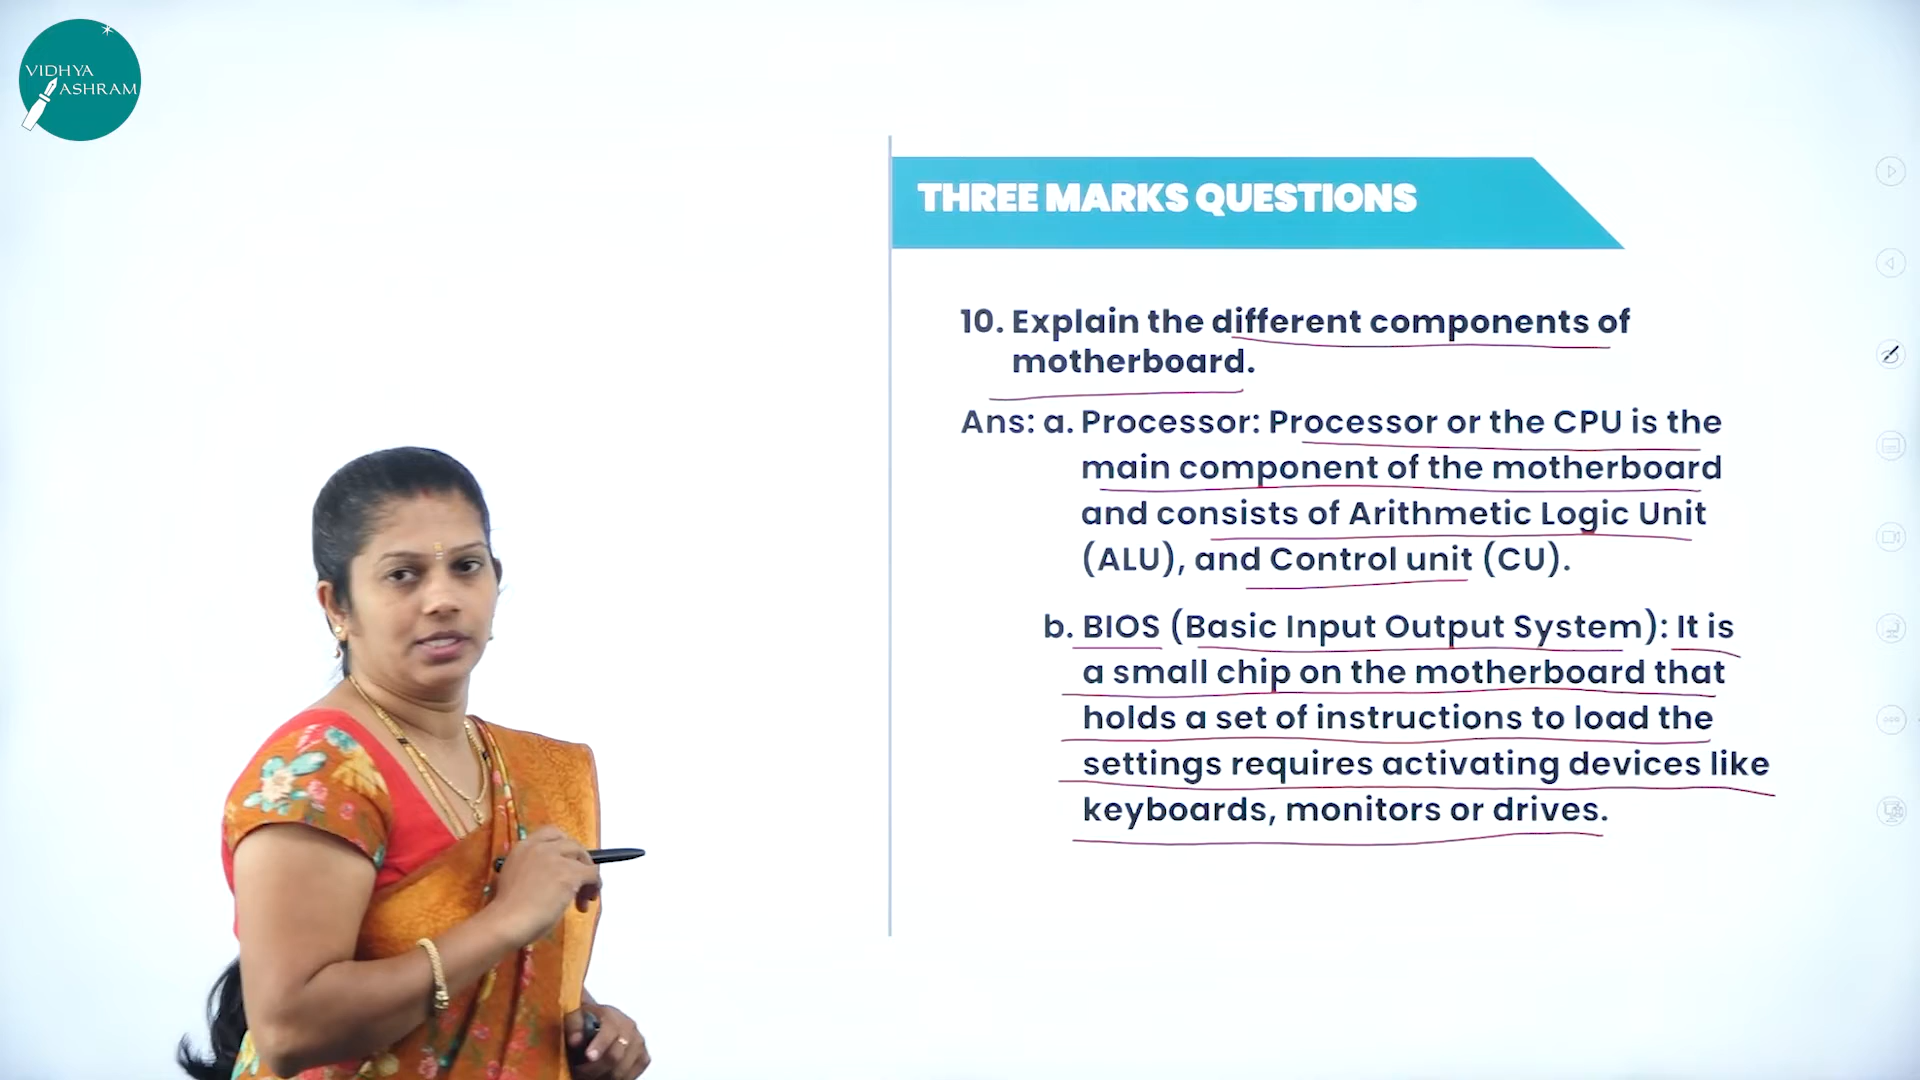 VIDHYA
ASHRAM
THREE MARKS QUESTIONS
10. Explain the different components of
motherboard.
Ans: a. Processor: Processor or the CPU is the
main component of the motherboard
and consists of Arithmetic Logic Unit
(ALU), and Control unit (CU).
b. BIOS (Basic Input Output System): It is
a small chip on the motherboard that
holds a set of instructions to load the
settings requires activating devices like
keyboards, monitors or drives.